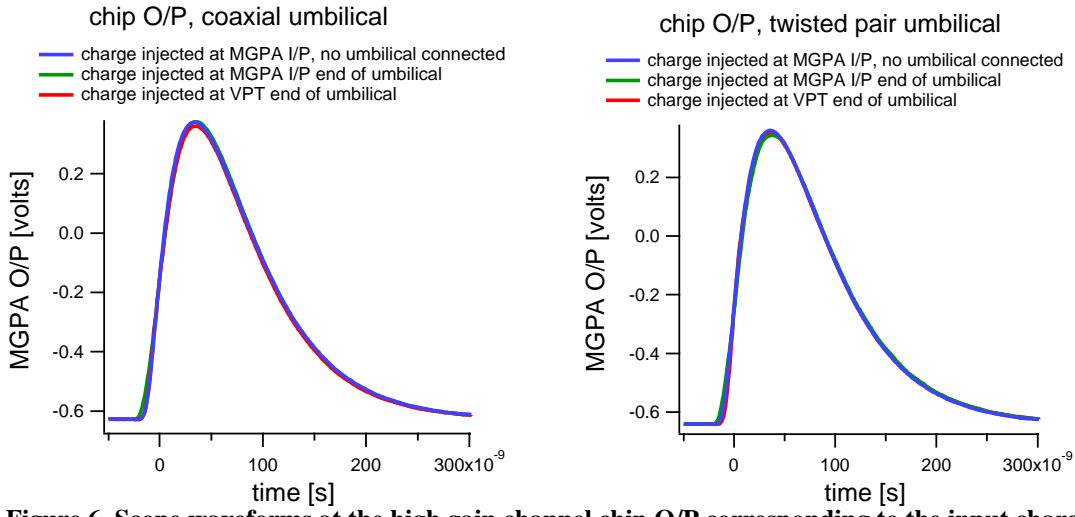 chip O/P, coaxial umbilical
charge injected at MGPA I/P, no umbilical connected
charge injected at MGPA I/P end of umbilical
charge injected at VPT end of umbilical
MGPA O/P [volts]
0.2
0.0
-0.2
-0.4
-0.6
0
100
200
300x10^-9
time [s]
chip O/P, twisted pair umbilical
charge injected at MGPA I/P, no umbilical connected
charge injected at MGPA I/P end of umbilical
charge injected at VPT end of umbilical
MGPA O/P [volts]
0.2
0.0
-0.2
-0.4
-0.6
0
100
200
300x10^-9
time [s]
Figure 6. Scope waveforms at the high gain channel chip O/P corresponding to the input charge